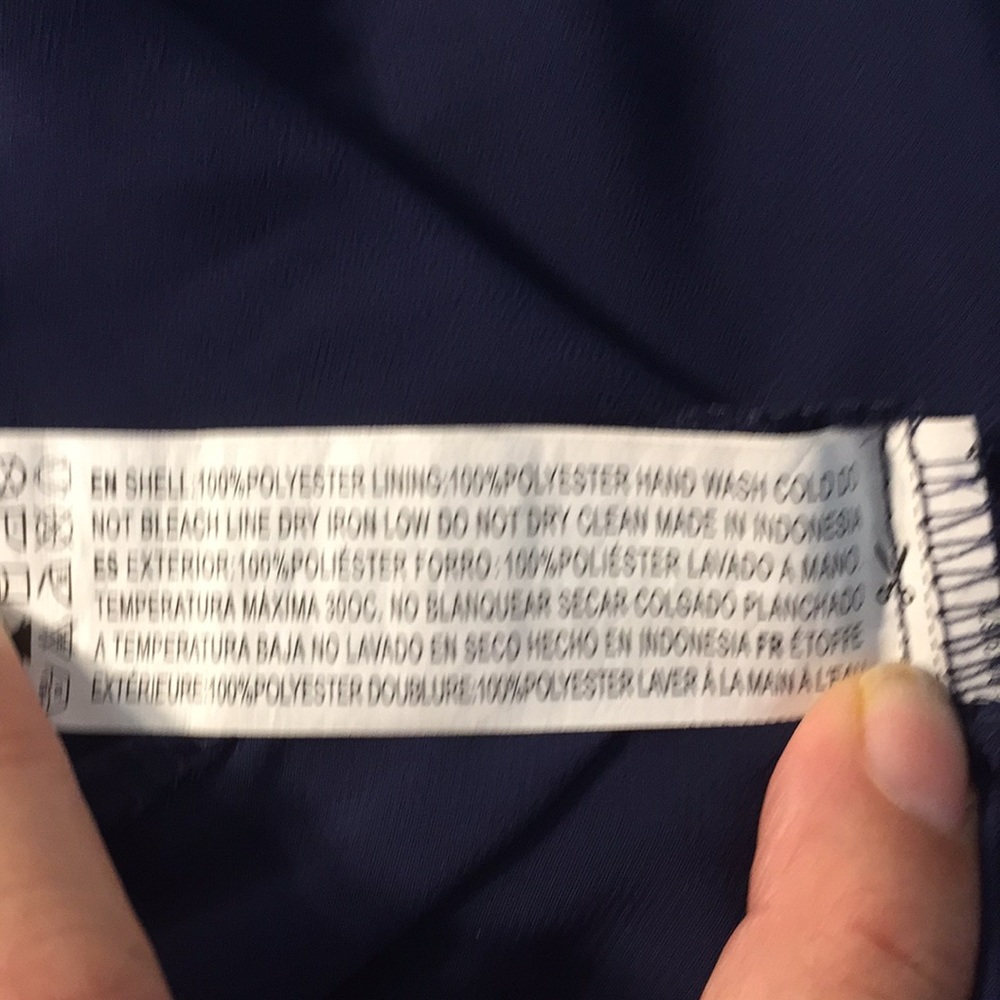 EN SHELL:100%POLYESTER LINING:100%POLYESTER HAND WASH COLD DO
NOT BLEACH LINE DRY IRON LOW DO NOT DRY CLEAN MADE IN INDONESIA
ES EXTERIOR:100%POLIÉSTER FORRO:100%POLIÉSTER LAVADO A MANO
TEMPERATURA MÁXIMA 30OC, NO BLANQUEAR SECAR COLGADO PLANCHADO
A TEMPERATURA BAJA NO LAVADO EN SECO HECHO EN INDONESIA FR ÉTOFFE
EXTÉRIEURE:100%POLYESTER DOUBLURE:100%POLYESTER LAVER À LA MAIN À L'EAU